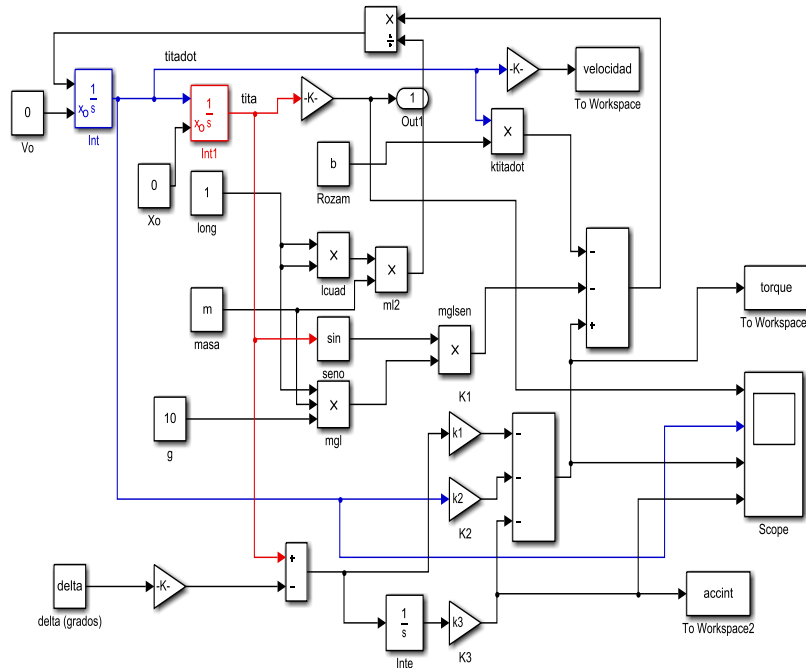 X
÷
titadot
-K-
velocidad
To Workspace
0
Vo
1
s
xo
Int
tita
1
s
xo
Int1
-K-
1
Out1
X
ktitadot
b
Rozam
0
Xo
1
long
X
lcuad
X
ml2
-
-
+
torque
To Workspace
m
masa
sin
seno
mglsen
X
10
g
X
mgl
K1
k1
k2
K2
-
-
-
Scope
delta
delta (grados)
-K-
+
-
1
s
Inte
k3
K3
accint
To Workspace2